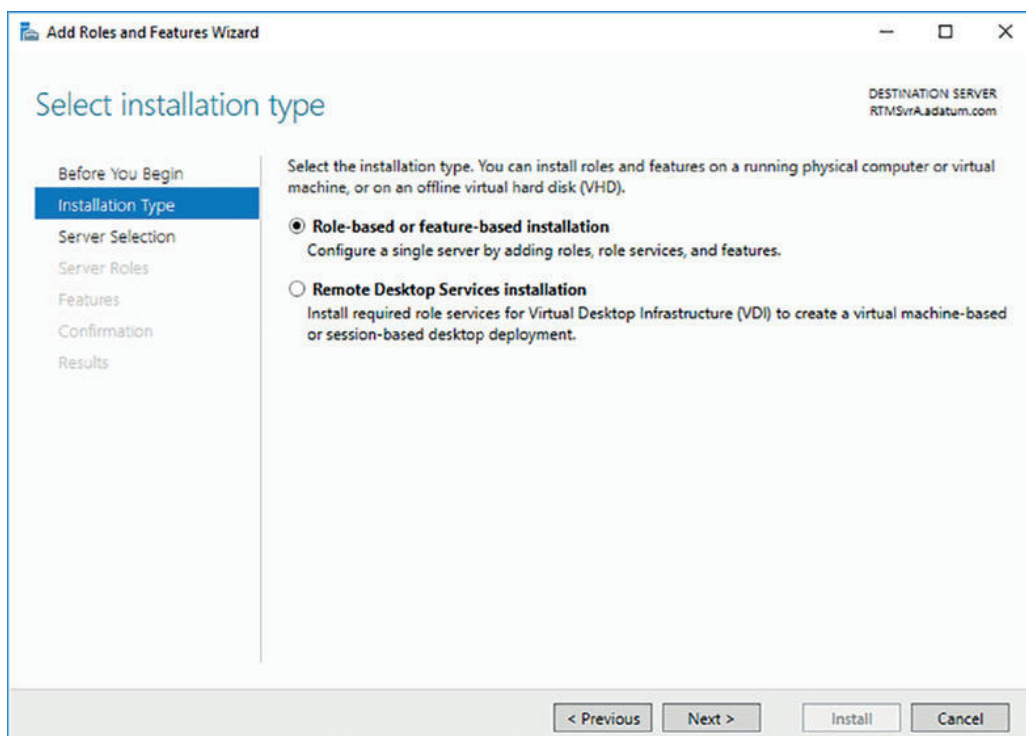 Add Roles and Features Wizard
Select installation type
DESTINATION SERVER
RTMSvrA.adatum.com
Before You Begin
Installation Type
Server Selection
Server Roles
Features
Confirmation
Results
Select the installation type. You can install roles and features on a running physical computer or virtual
machine, or on an offline virtual hard disk (VHD).
Role-based or feature-based installation
Configure a single server by adding roles, role services, and features.
Remote Desktop Services installation
Install required role services for Virtual Desktop Infrastructure (VDI) to create a virtual machine-based
or session-based desktop deployment.
< Previous
Next >
Install
Cancel